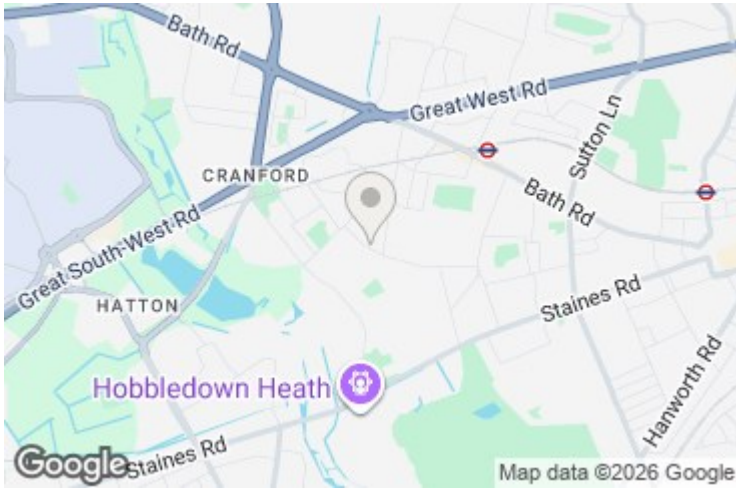 Bath Rd
Great West Rd
Sutton Ln
CRANFORD
Bath Rd
Great South West Rd
HATTON
Staines Rd
Hobbledown Heath
Hanworth Rd
Staines Rd
Google
Map data ©2026 Google